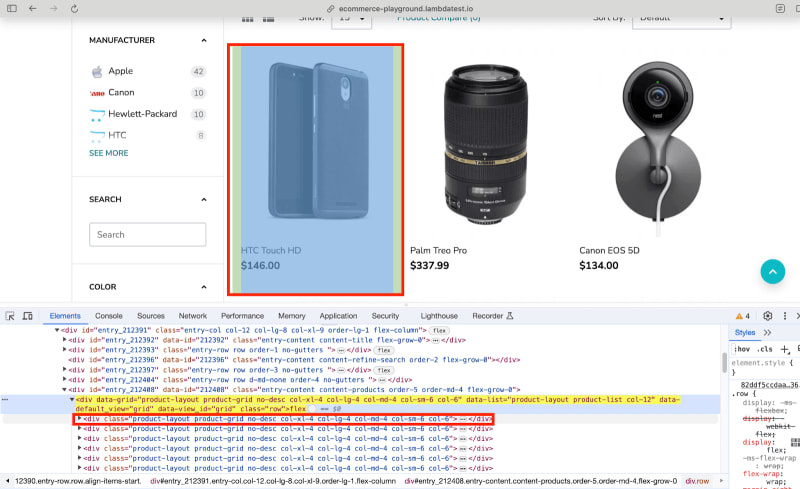 ecommerce-playground.lambdatest.io
Show:
Product Compare (0)
Sort By:
Default
MANUFACTURER
Apple 42
Canon 10
Hewlett-Packard 10
HTC 8
SEE MORE
SEARCH
Search
COLOR
HTC Touch HD
$146.00
Palm Treo Pro
$337.99
Canon EOS 5D
$134.00
Elements Console Sources Network Performance Memory Application Security Lighthouse Recorder 4
<div id="entry_212391" class="entry-col col-12 col-lg-8 col-xl-9 order-lg-1 flex-column"> flex
<div id="entry_212392" data-id="212392" class="entry-content content-title flex-grow-0">…</div>
<div id="entry_212393" class="entry-row row order-1 no-gutters ">…</div> flex
<div id="entry_212396" data-id="212396" class="entry-content content-refine-search order-2 flex-grow-0"></div>
<div id="entry_212397" class="entry-row row order-3 no-gutters ">…</div> flex
<div id="entry_212404" class="entry-row row d-md-none order-4 no-gutters ">…</div>
<div id="entry_212408" data-id="212408" class="entry-content content-products order-5 order-md-4 flex-grow-0">
<div data-grid="product-layout product-grid no-desc col-xl-4 col-lg-4 col-md-4 col-sm-6 col-6" data-list="product-layout product-list col-12" data-
default_view="grid" data-view_id="grid" class="row">flex == $0
<div class="product-layout product-grid no-desc col-xl-4 col-lg-4 col-md-4 col-sm-6 col-6">…</div>
<div class="product-layout product-grid no-desc col-xl-4 col-lg-4 col-md-4 col-sm-6 col-6">…</div>
<div class="product-layout product-grid no-desc col-xl-4 col-lg-4 col-md-4 col-sm-6 col-6">…</div>
<div class="product-layout product-grid no-desc col-xl-4 col-lg-4 col-md-4 col-sm-6 col-6">…</div>
<div class="product-layout product-grid no-desc col-xl-4 col-lg-4 col-md-4 col-sm-6 col-6">…</div>
<div class="product-layout product-grid no-desc col-xl-4 col-lg-4 col-md-4 col-sm-6 col-6">…</div>
12390.entry-row.row.align-items-start. div#entry_212391.entry-col.col-12.col-lg-8.col-xl-9.order-lg-1.flex-column div#entry_212408.entry-content.content-products.order-5.order-md-4.flex-grow-0 div.row
Styles
:hov .cls
element.style {
}
82ddf5ccdaa…36
.row {
display: -ms-
flexbox;
display: -
webkit-
flex;
display:
flex;
-ms-flex-wrap
: wrap;
flex-wrap:
wrap;